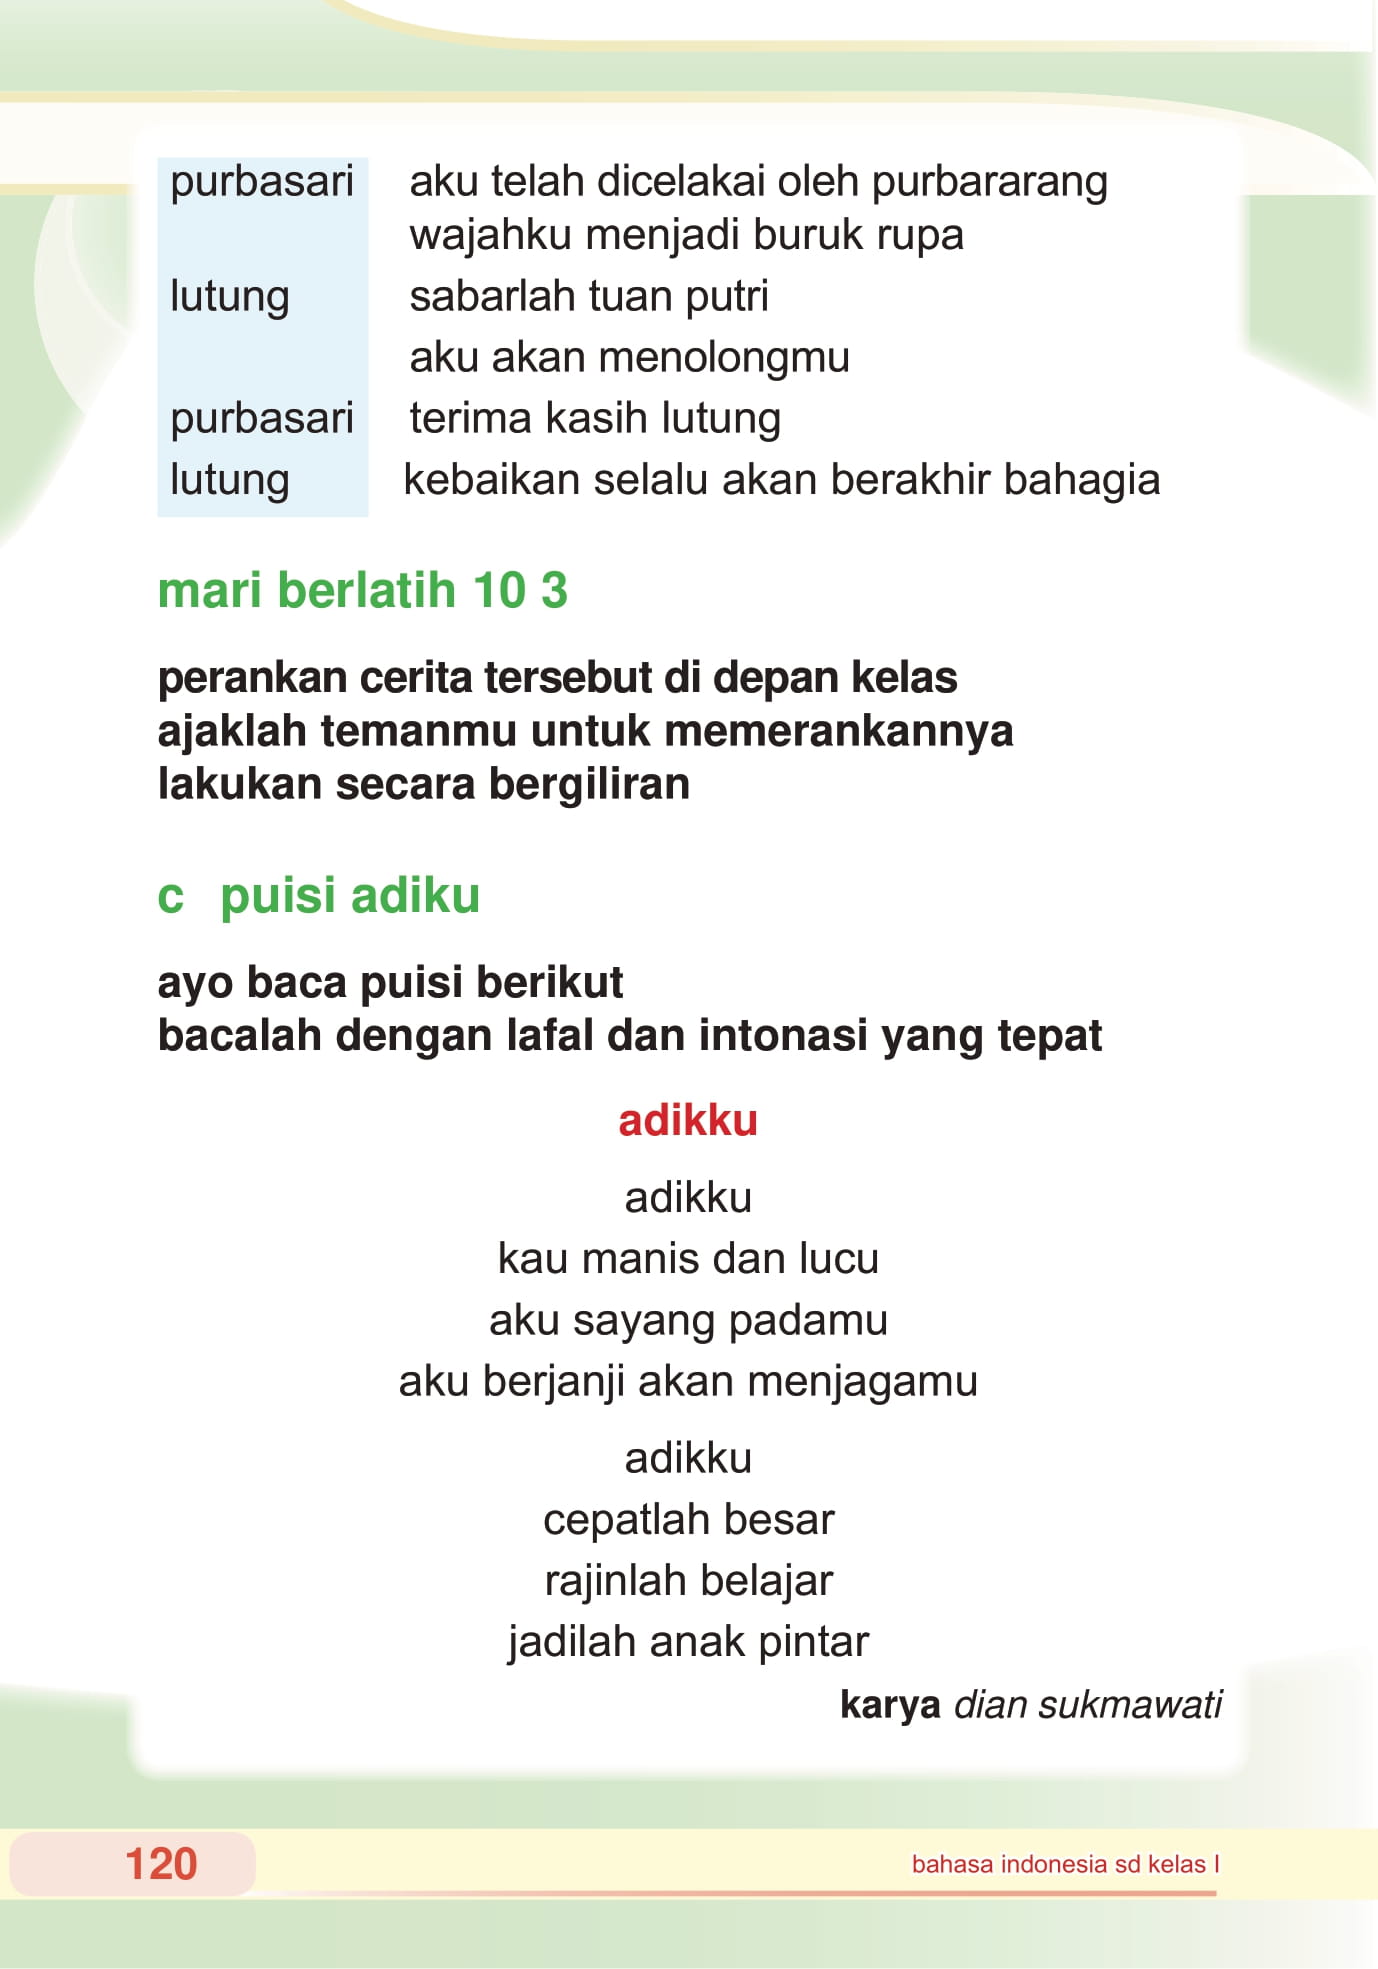 purbasari aku telah dicelakai oleh purbararang
wajahku menjadi buruk rupa
lutung sabarlah tuan putri
aku akan menolongmu
purbasari terima kasih lutung
lutung kebaikan selalu akan berakhir bahagia
mari berlatih 10 3
perankan cerita tersebut di depan kelas
ajaklah temanmu untuk memerankannya
lakukan secara bergiliran
c puisi adiku
ayo baca puisi berikut
bacalah dengan lafal dan intonasi yang tepat
adikku
adikku
kau manis dan lucu
aku sayang padamu
aku berjanji akan menjagamu
adikku
cepatlah besar
rajinlah belajar
jadilah anak pintar
karya dian sukmawati
120
bahasa indonesia sd kelas I